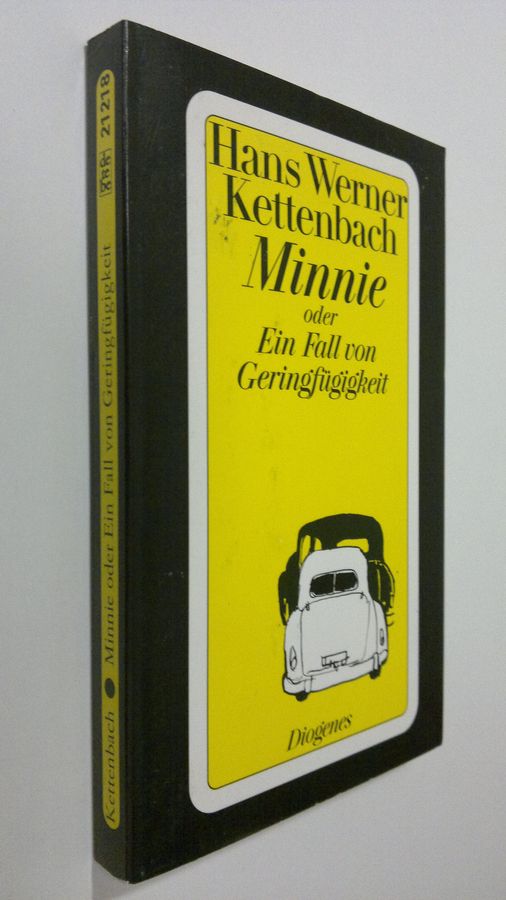 Hans Werner
Kettenbach
Minnie
oder
Ein Fall von
Geringfügigkeit
Diogenes
Kettenbach ● Minnie oder Ein Fall von Geringfügigkeit
21218